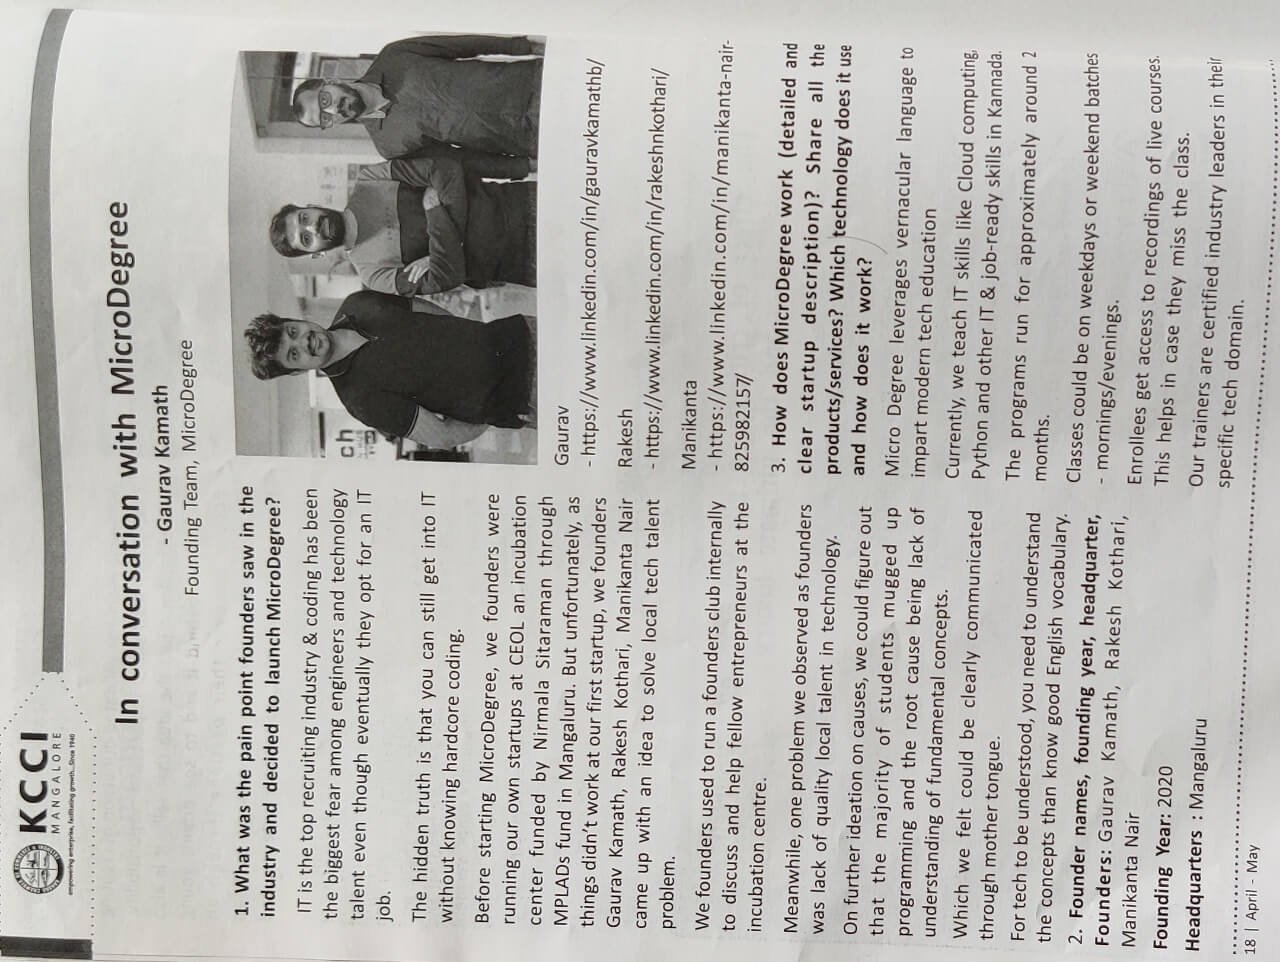 KCCI
MANGALORE
empowering enterprise, facilitating growth...Since 1940
In conversation with MicroDegree
- Gaurav Kamath
Founding Team, MicroDegree
1. What was the pain point founders saw in the
industry and decided to launch MicroDegree?
IT is the top recruiting industry & coding has been
the biggest fear among engineers and technology
talent even though eventually they opt for an IT
job.
The hidden truth is that you can still get into IT
without knowing hardcore coding.
Before starting MicroDegree, we founders were
running our own startups at CEOL an incubation
center funded by Nirmala Sitaraman through
MPLADs fund in Mangaluru. But unfortunately, as
things didn't work at our first startup, we founders
Gaurav Kamath, Rakesh Kothari, Manikanta Nair
came up with an idea to solve local tech talent
problem.
We founders used to run a founders club internally
to discuss and help fellow entrepreneurs at the
incubation centre.
Meanwhile, one problem we observed as founders
was lack of quality local talent in technology.
On further ideation on causes, we could figure out
that the majority of students mugged up
programming and the root cause being lack of
understanding of fundamental concepts.
Which we felt could be clearly communicated
through mother tongue.
For tech to be understood, you need to understand
the concepts than know good English vocabulary.
2. Founder names, founding year, headquarter,
Founders: Gaurav Kamath, Rakesh Kothari,
Manikanta Nair
Founding Year: 2020
Headquarters : Mangaluru
ch
Gaurav
- https://www.linkedin.com/in/gauravkamathb/
Rakesh
- https://www.linkedin.com/in/rakeshnkothari/
Manikanta
- https://www.linkedin.com/in/manikanta-nair-
825982157/
3. How does MicroDegree work (detailed and
clear startup description)? Share all the
products/services? Which technology does it use
and how does it work?
Micro Degree leverages vernacular language to
impart modern tech education
Currently, we teach IT skills like Cloud computing,
Python and other IT & job-ready skills in Kannada.
The programs run for approximately around 2
months.
Classes could be on weekdays or weekend batches
- mornings/evenings.
Enrollees get access to recordings of live courses.
This helps in case they miss the class.
Our trainers are certified industry leaders in their
specific tech domain.
18 | April - May